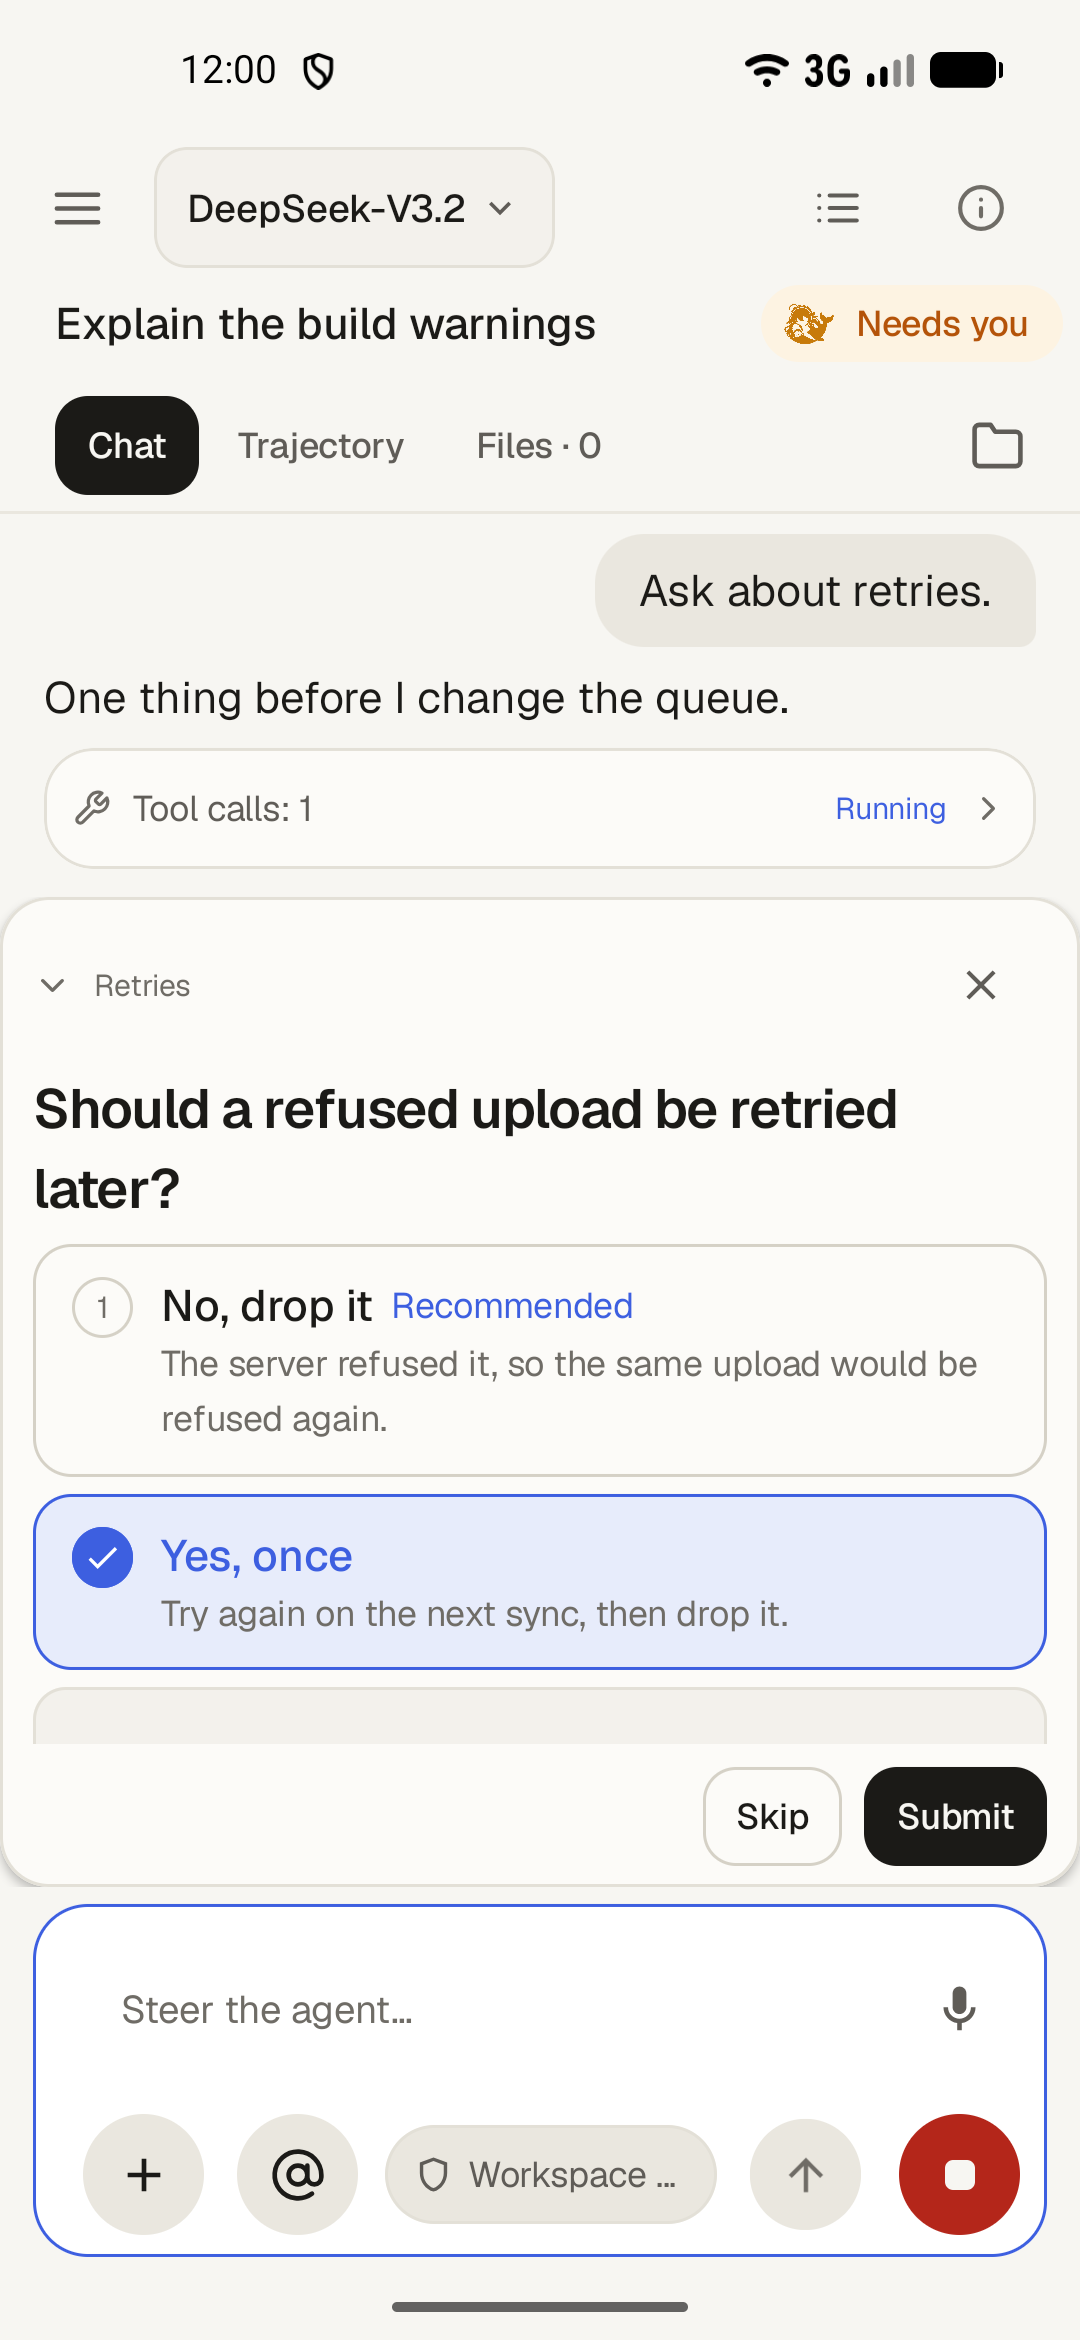 12:00
3G
DeepSeek-V3.2
Explain the build warnings
Needs you
Chat
Trajectory
Files · 0
Ask about retries.
One thing before I change the queue.
Tool calls: 1
Running
Retries
Should a refused upload be retried
later?
1
No, drop it Recommended
The server refused it, so the same upload would be
refused again.
Yes, once
Try again on the next sync, then drop it.
Skip
Submit
Steer the agent…
Workspace …